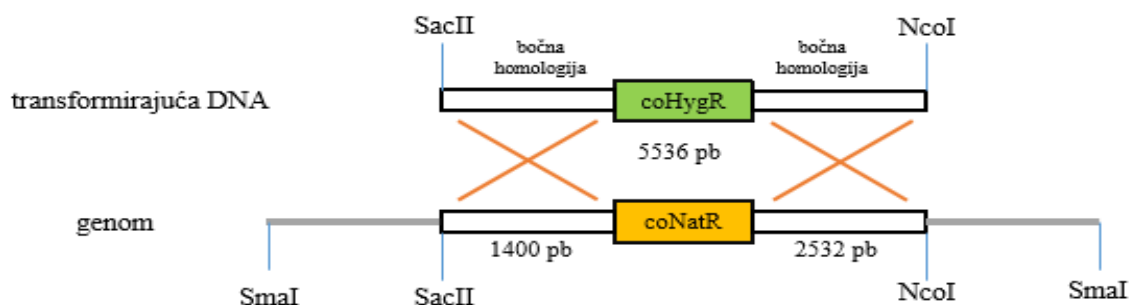 SacII
NcoI
bočna
homologija
bočna
homologija
transformirajuća DNA
coHygR
5536 pb
genom
coNatR
1400 pb
2532 pb
SmaI
SacII
NcoI
SmaI